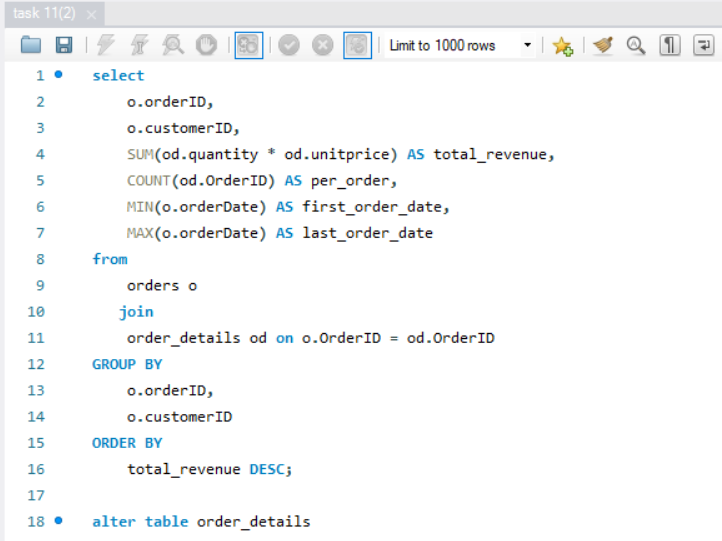 task 11(2)
Limit to 1000 rows
1 select
2 o.orderID,
3 o.customerID,
4 SUM(od.quantity * od.unitprice) AS total_revenue,
5 COUNT(od.OrderID) AS per_order,
6 MIN(o.orderDate) AS first_order_date,
7 MAX(o.orderDate) AS last_order_date
8 from
9 orders o
10 join
11 order_details od on o.OrderID = od.OrderID
12 GROUP BY
13 o.orderID,
14 o.customerID
15 ORDER BY
16 total_revenue DESC;
17
18 alter table order_details